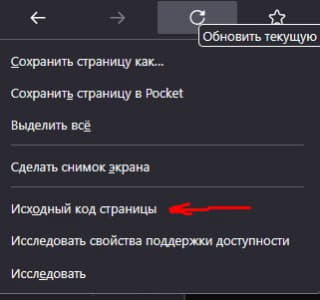 Обновить текущую
Сохранить страницу как...
Сохранить страницу в Pocket
Выделить всё
Сделать снимок экрана
Исходный код страницы
Исследовать свойства поддержки доступности
Исследовать